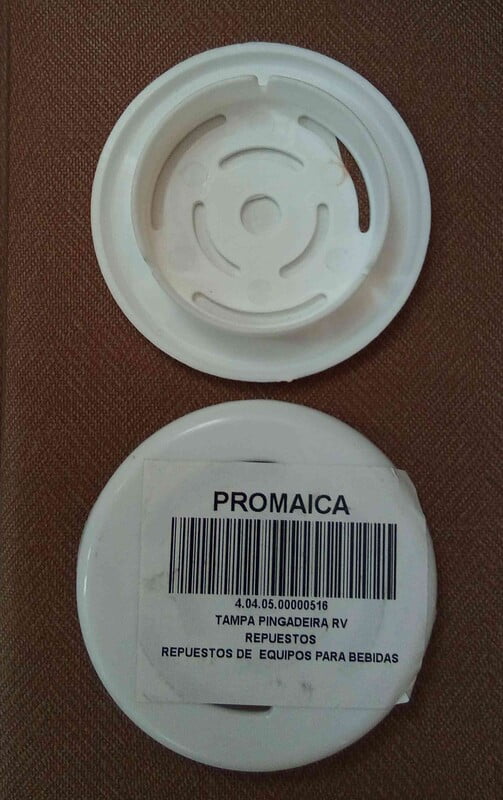 PROMAICA
4.04.05.00000516
TAMPA PINGADEIRA RV
REPUESTOS
REPUESTOS DE EQUIPOS PARA BEBIDAS